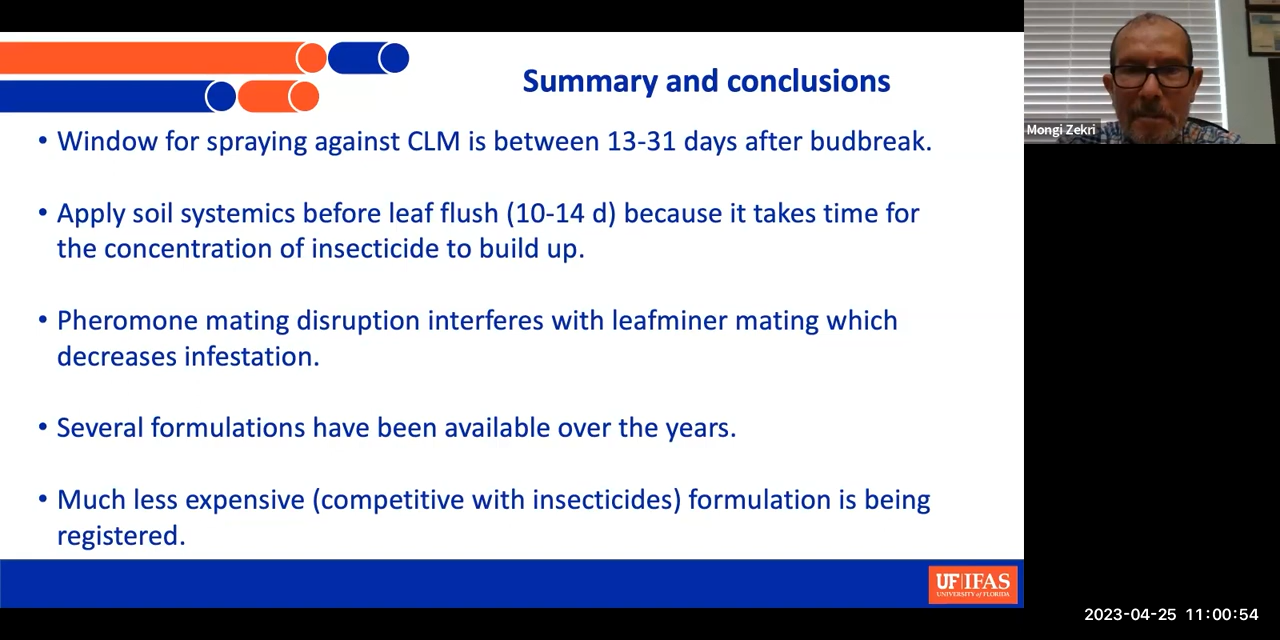 Summary and conclusions
• Window for spraying against CLM is between 13-31 days after budbreak.
• Apply soil systemics before leaf flush (10-14 d) because it takes time for
the concentration of insecticide to build up.
• Pheromone mating disruption interferes with leafminer mating which
decreases infestation.
• Several formulations have been available over the years.
• Much less expensive (competitive with insecticides) formulation is being
registered.
UF|IFAS
UNIVERSITY of FLORIDA
Mongi Zekri
2023-04-25 11:00:54